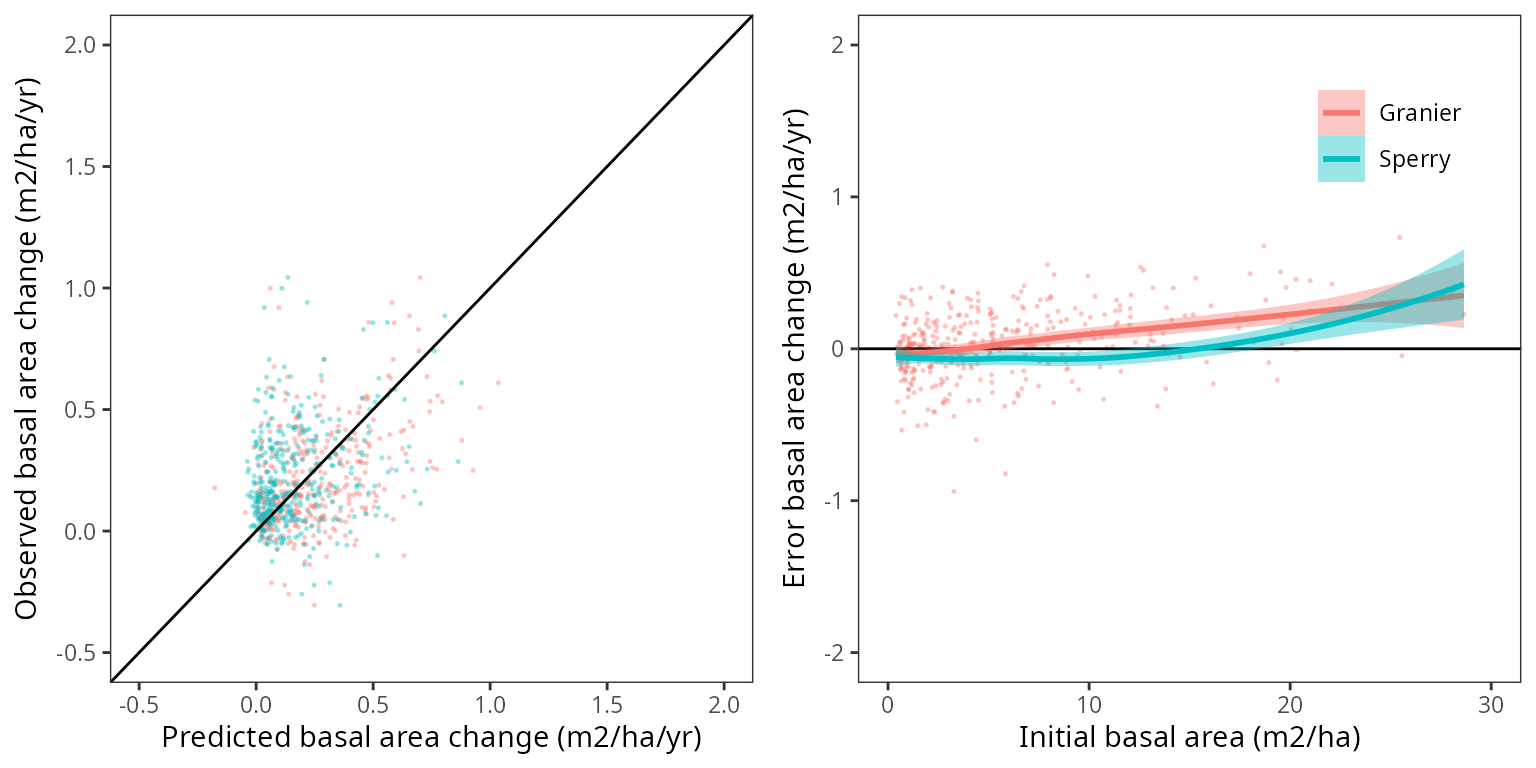 Observed basal area change (m2/ha/yr)
2.0
1.5
1.0
0.5
0.0
-0.5
-0.5 0.0 0.5 1.0 1.5 2.0
Predicted basal area change (m2/ha/yr)
Error basal area change (m2/ha/yr)
2
1
0
-1
-2
Granier
Sperry
0 10 20 30
Initial basal area (m2/ha)